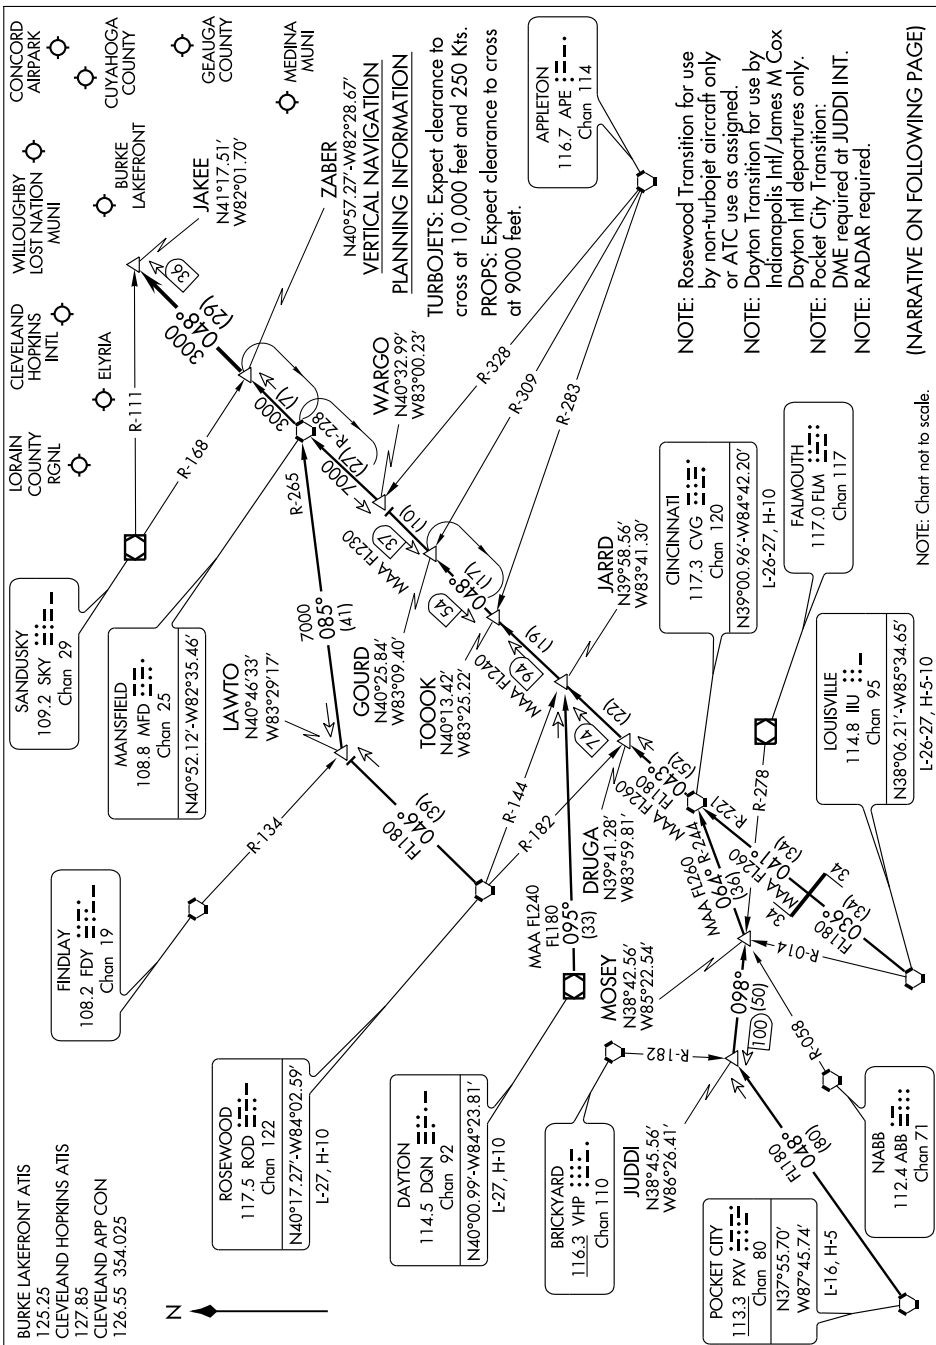 BURKE LAKEFRONT ATIS
125.25
CLEVELAND HOPKINS ATIS
127.85
CLEVELAND APP CON
126.55 354.025
N
SANDUSKY
109.2 SKY
Chan 29
MANSFIELD
108.8 MFD
Chan 25
N40°52.12'-W82°35.46'
FINDLAY
108.2 FDY
Chan 19
ROSEWOOD
117.5 ROD
Chan 122
N40°17.27'-W84°02.59'
L-27, H-10
DAYTON
114.5 DQN
Chan 92
N40°00.99'-W84°23.81'
L-27, H-10
BRICKYARD
116.3 VHP
Chan 110
POCKET CITY
113.3 PXV
Chan 80
N37°55.70'
W87°45.74'
L-16, H-5
NABB
112.4 ABB
Chan 71
LORAIN
COUNTY
RGNL
CLEVELAND
HOPKINS
INTL
ELYRIA
WILLOUGHBY
LOST NATION
MUNI
BURKE
LAKEFRONT
CONCORD
AIRPARK
CUYAHOGA
COUNTY
GEAUGA
COUNTY
MEDINA
MUNI
JAKEE
N41°17.51'
W82°01.70'
ZABER
N40°57.27'-W82°28.67'
VERTICAL NAVIGATION
PLANNING INFORMATION
TURBOJETS: Expect clearance to
cross at 10,000 feet and 250 Kts.
PROPS: Expect clearance to cross
at 9000 feet.
APPLETON
116.7 APE
Chan 114
R-111
R-168
36
3000
048°
(29)
3000
(7)
R-265
R-228
7000
(27)
WARGO
N40°32.99'
W83°00.23'
(10)
37
MAA FL230
R-328
R-309
R-283
7000
085°
(41)
LAWTO
N40°46.33'
W83°29.17'
R-134
FL180
046°
(39)
GOURD
N40°25.84'
W83°09.40'
54
048°
(17)
TOOOK
N40°13.42'
W83°25.22'
MAA FL240
94
(19)
JARRD
N39°58.56'
W83°41.30'
R-144
R-182
74
(22)
MAA FL240
FL180
095°
(33)
DRUGA
N39°41.28'
W83°59.81'
MAA FL260
FL180
043°
(52)
CINCINNATI
117.3 CVG
Chan 120
N39°00.96'-W84°42.20'
L-26-27, H-10
FALMOUTH
117.0 FLM
Chan 117
LOUISVILLE
114.8 IIU
Chan 95
N38°06.21'-W85°34.65'
L-26-27, H-5-10
MOSEY
N38°42.56'
W85°22.54'
MAA FL260
064°
R-244
(36)
R-221
R-278
MAA FL260
041°
(34)
34
34
FL180
036°
(34)
R-014
R-058
R-182
098°
(50)
100
JUDDI
N38°45.56'
W86°26.41'
FL180
048°
(80)
NOTE: Rosewood Transition for use
by non-turbojet aircraft only
or ATC use as assigned.
NOTE: Dayton Transition for use by
Indianapolis Intl/James M Cox
Dayton Intl departures only.
NOTE: Pocket City Transition:
DME required at JUDDI INT.
NOTE: RADAR required.
(NARRATIVE ON FOLLOWING PAGE)
NOTE: Chart not to scale.